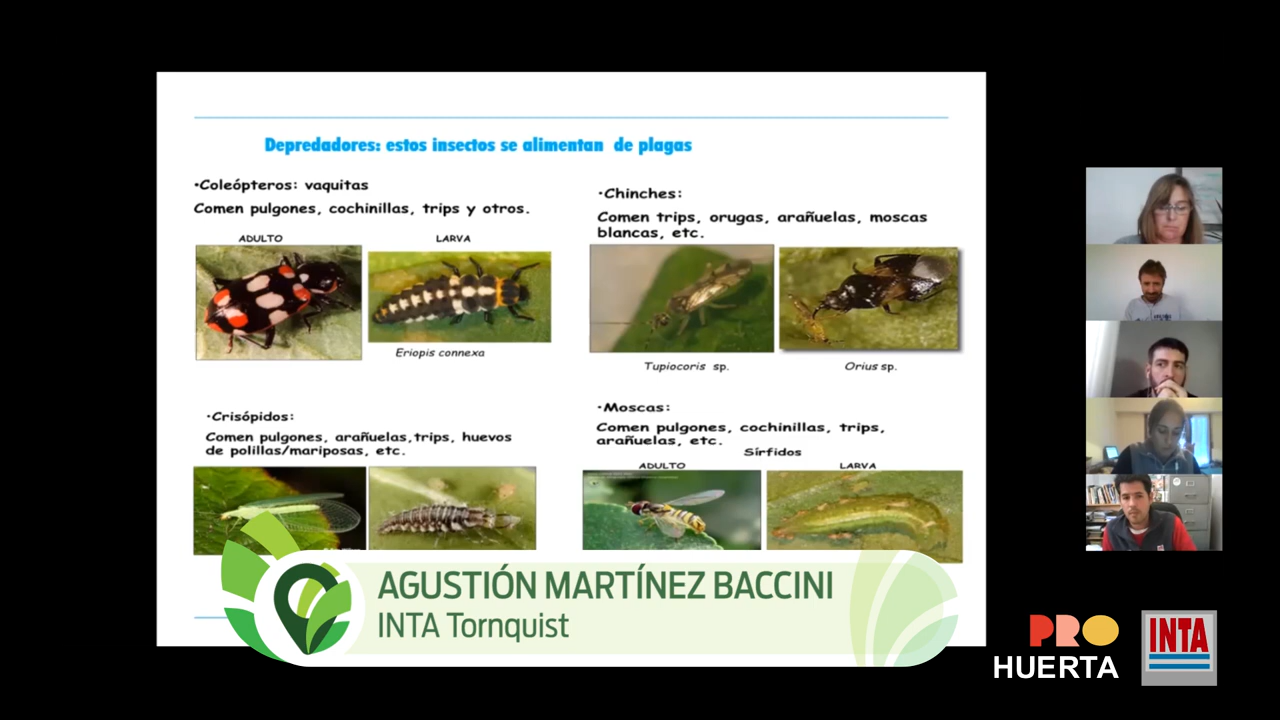 Depredadores: estos insectos se alimentan de plagas
•Coleópteros: vaquitas
Comen pulgones, cochinillas, trips y otros.
ADULTO
LARVA
Eriopis connexa
•Chinches:
Comen trips, orugas, arañuelas, moscas
blancas, etc.
Tupiocoris sp.
Orius sp.
•Crisópidos:
Comen pulgones, arañuelas,trips, huevos
de polillas/mariposas, etc.
•Moscas:
Comen pulgones, cochinillas, trips,
arañuelas, etc.
Sírfidos
ADULTO
LARVA
AGUSTIÓN MARTÍNEZ BACCINI
INTA Tornquist
PRO
HUERTA
INTA